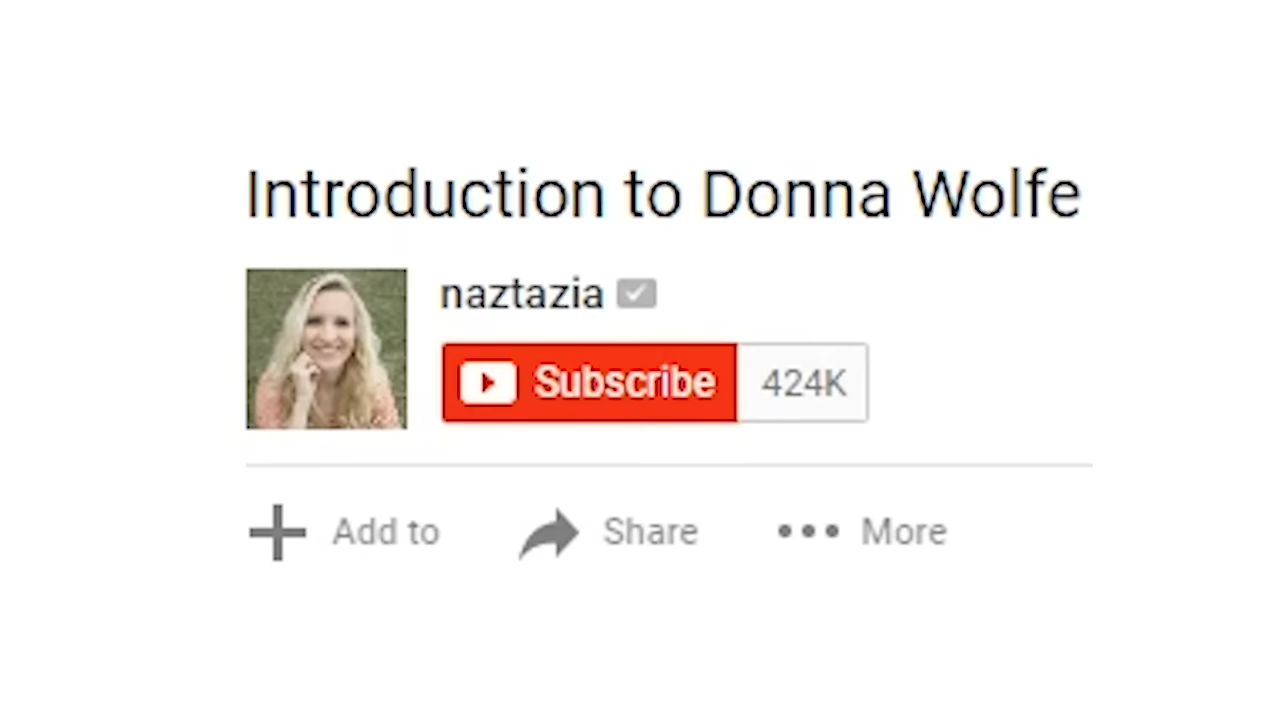 Introduction to Donna Wolfe
naztazia
Subscribe 424K
Add to Share More